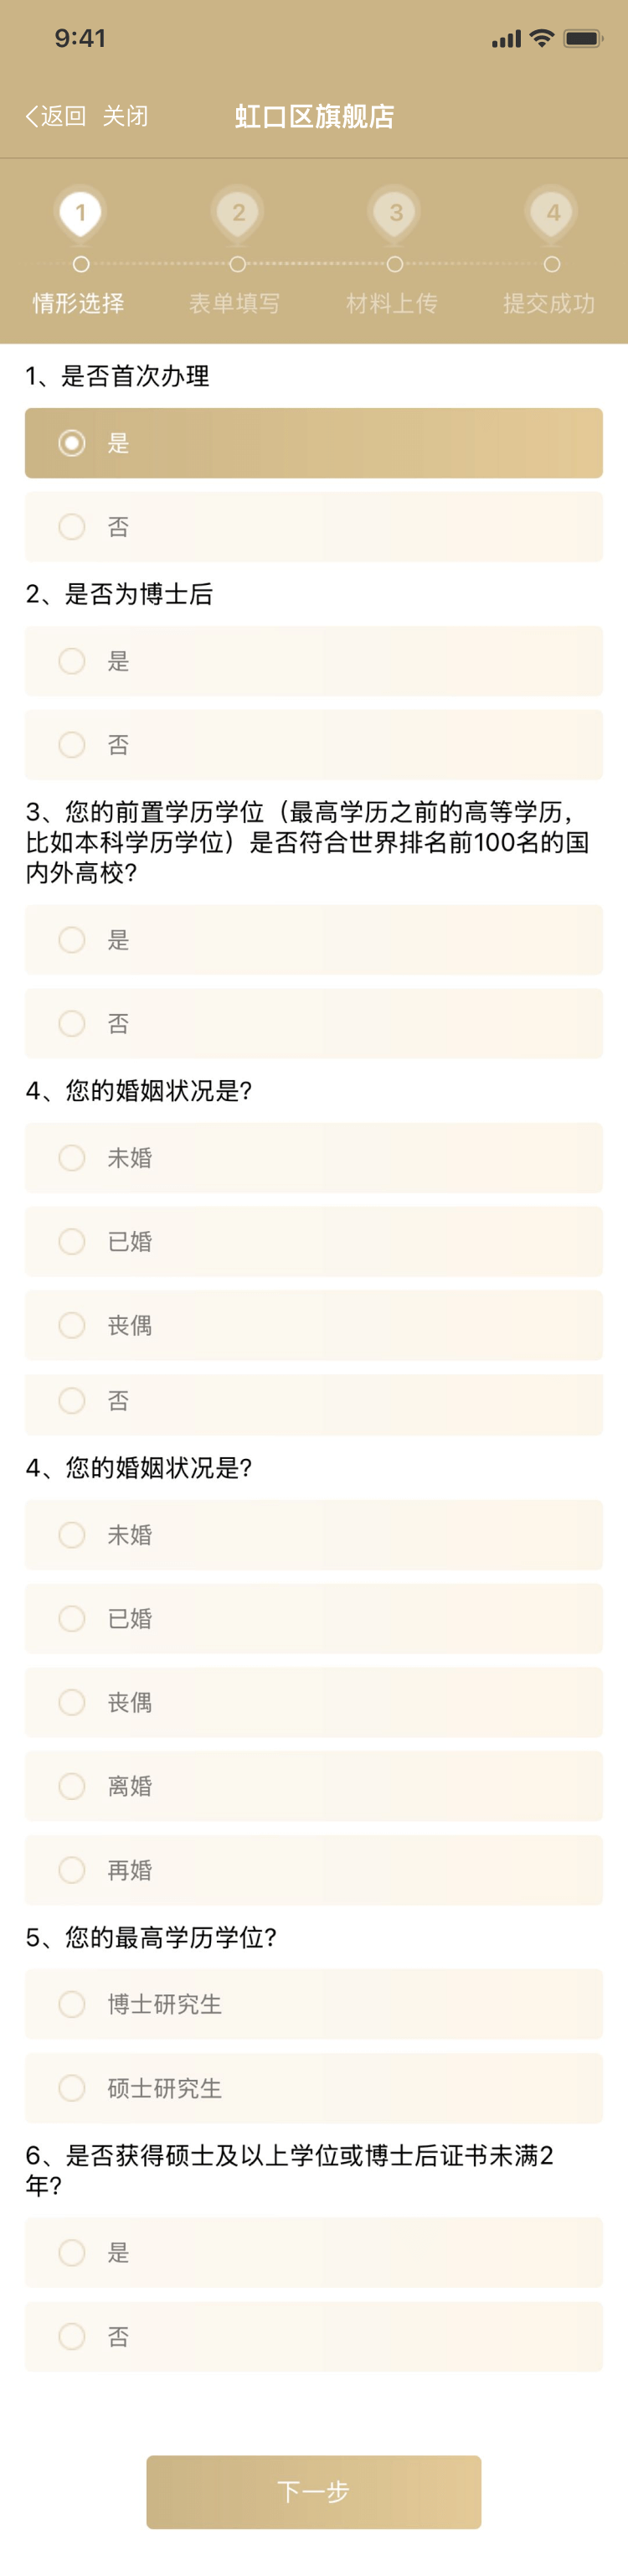 9:41
返回 关闭 虹口区旗舰店
1 2 3 4
情形选择 表单填写 材料上传 提交成功
1、是否首次办理
是
否
2、是否为博士后
是
否
3、您的前置学历学位（最高学历之前的高等学历，
比如本科学历学位）是否符合世界排名前100名的国
内外高校?
是
否
4、您的婚姻状况是?
未婚
已婚
丧偶
否
4、您的婚姻状况是?
未婚
已婚
丧偶
离婚
再婚
5、您的最高学历学位?
博士研究生
硕士研究生
6、是否获得硕士及以上学位或博士后证书未满2
年?
是
否
下一步